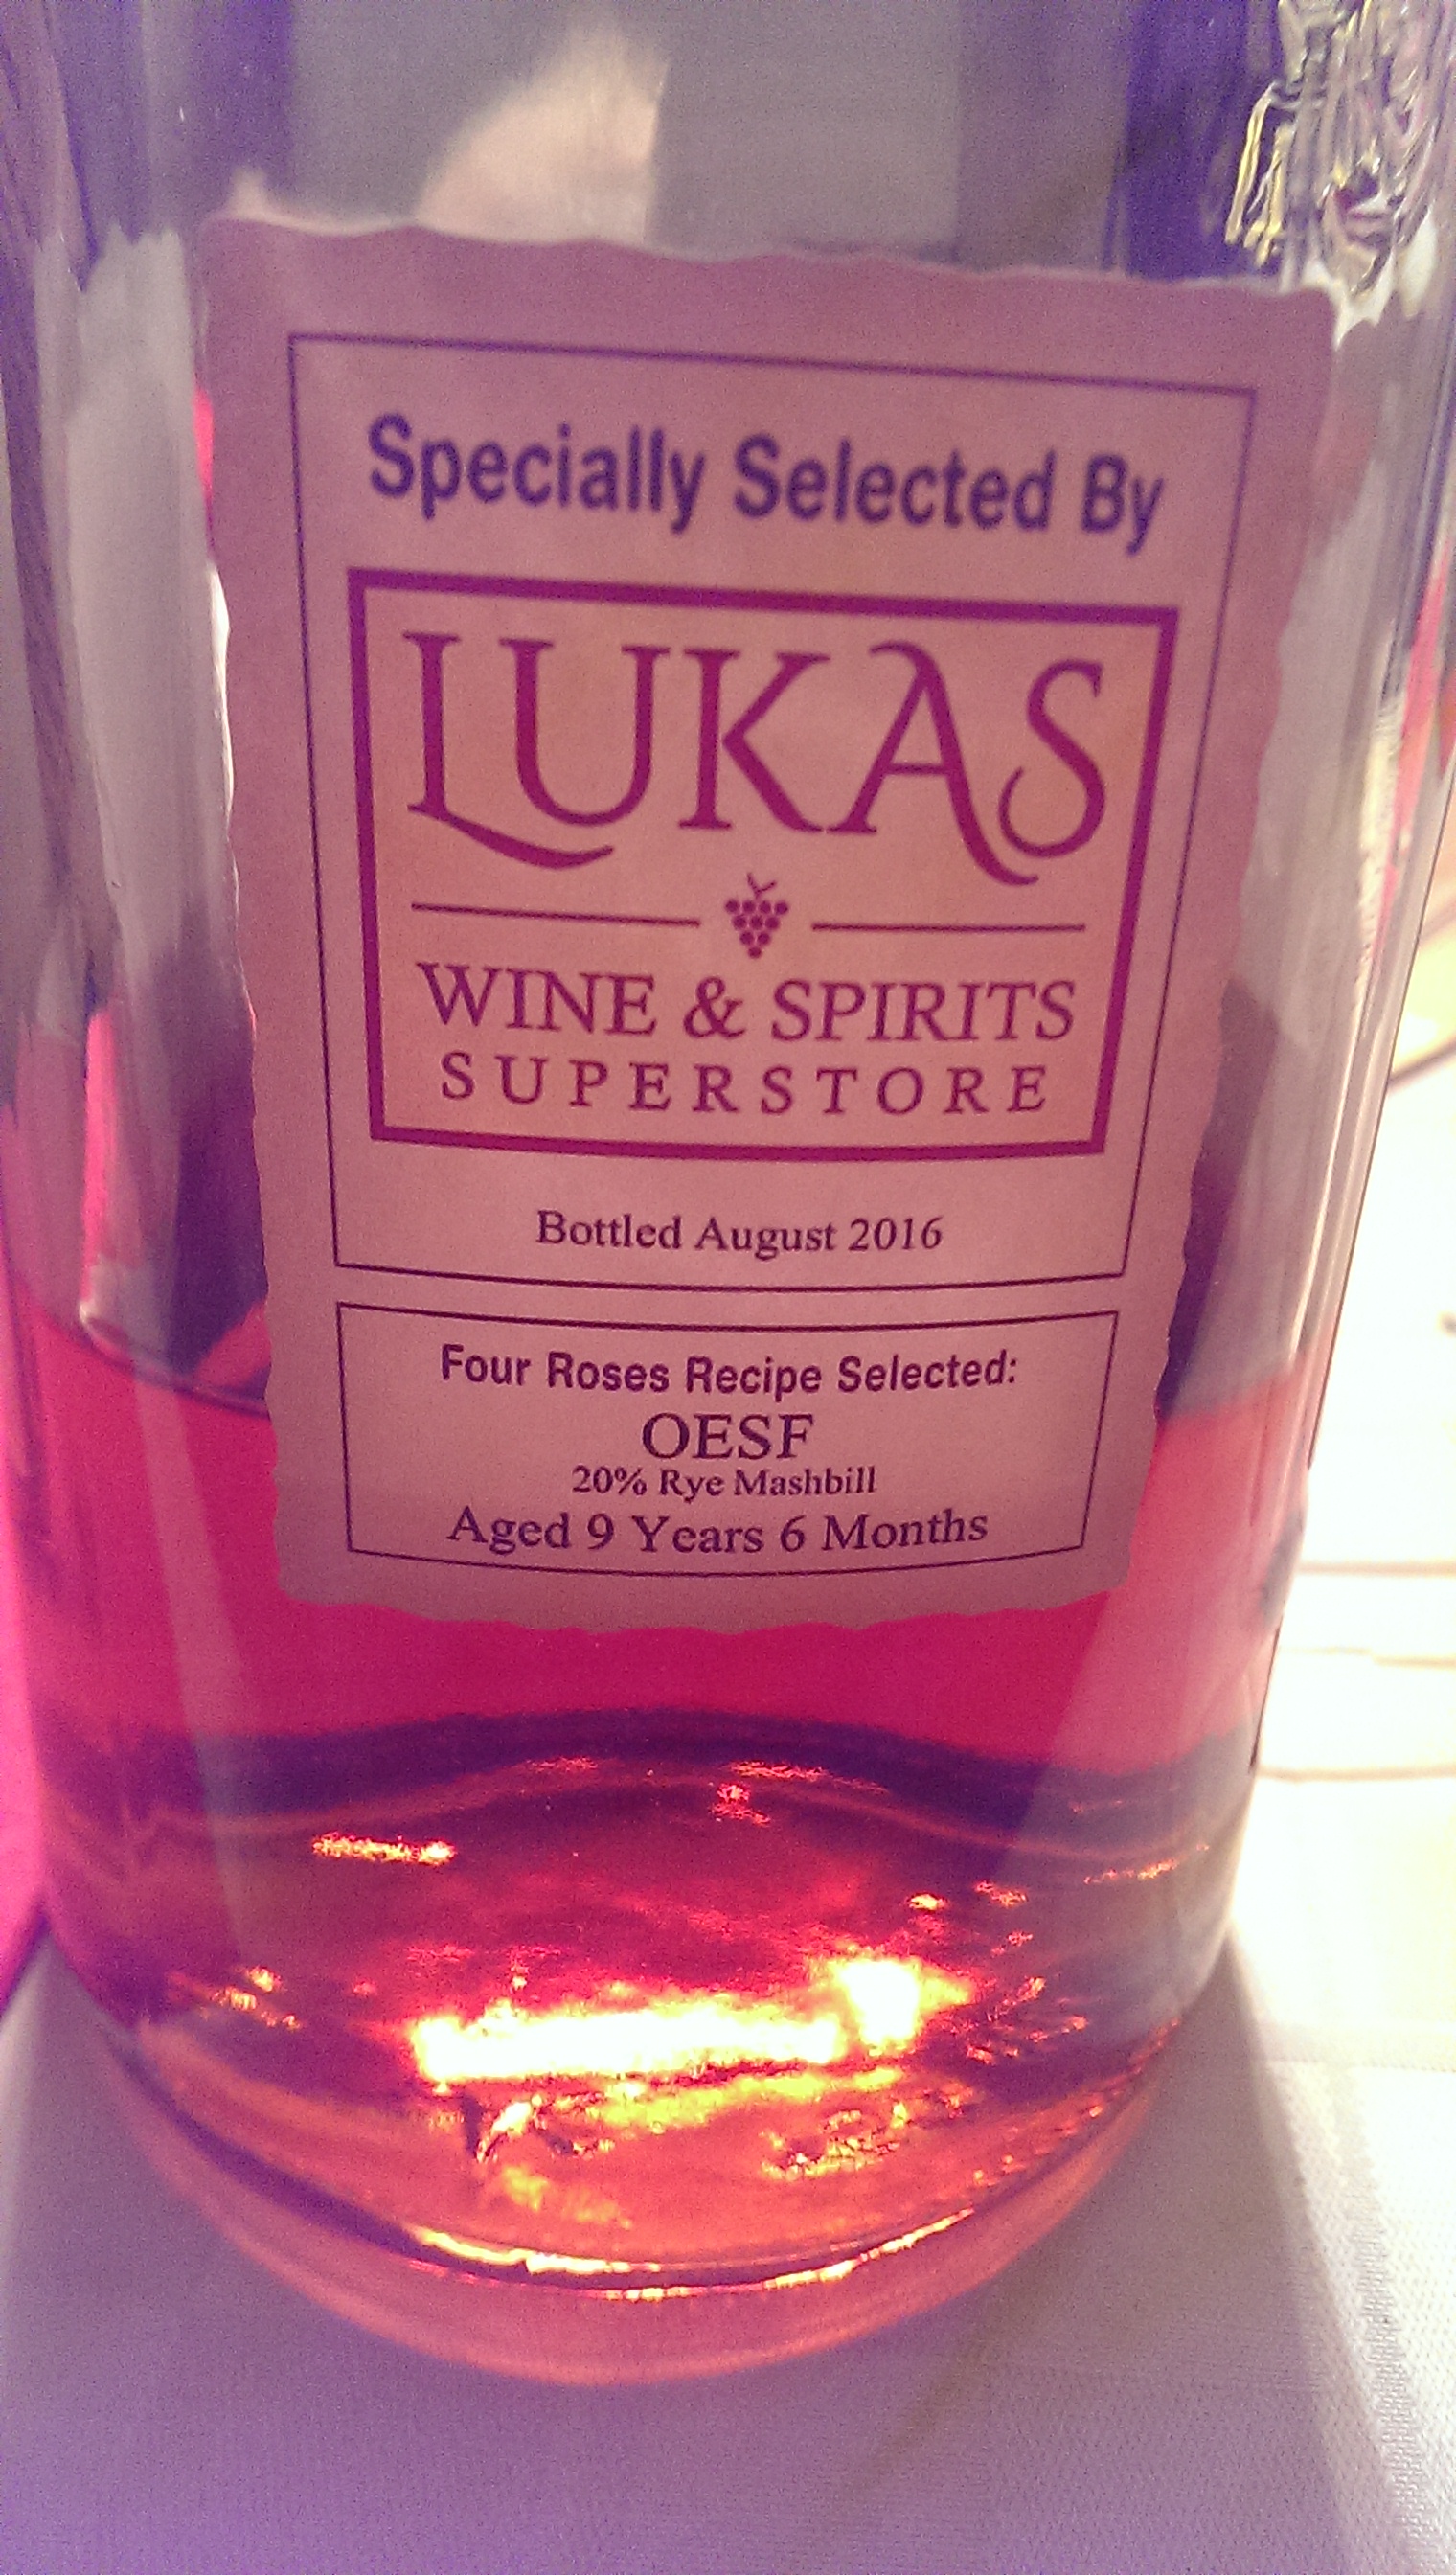 Specially Selected By
LUKAS
WINE & SPIRITS
SUPERSTORE
Bottled August 2016
Four Roses Recipe Selected:
OESF
20% Rye Mashbill
Aged 9 Years 6 Months